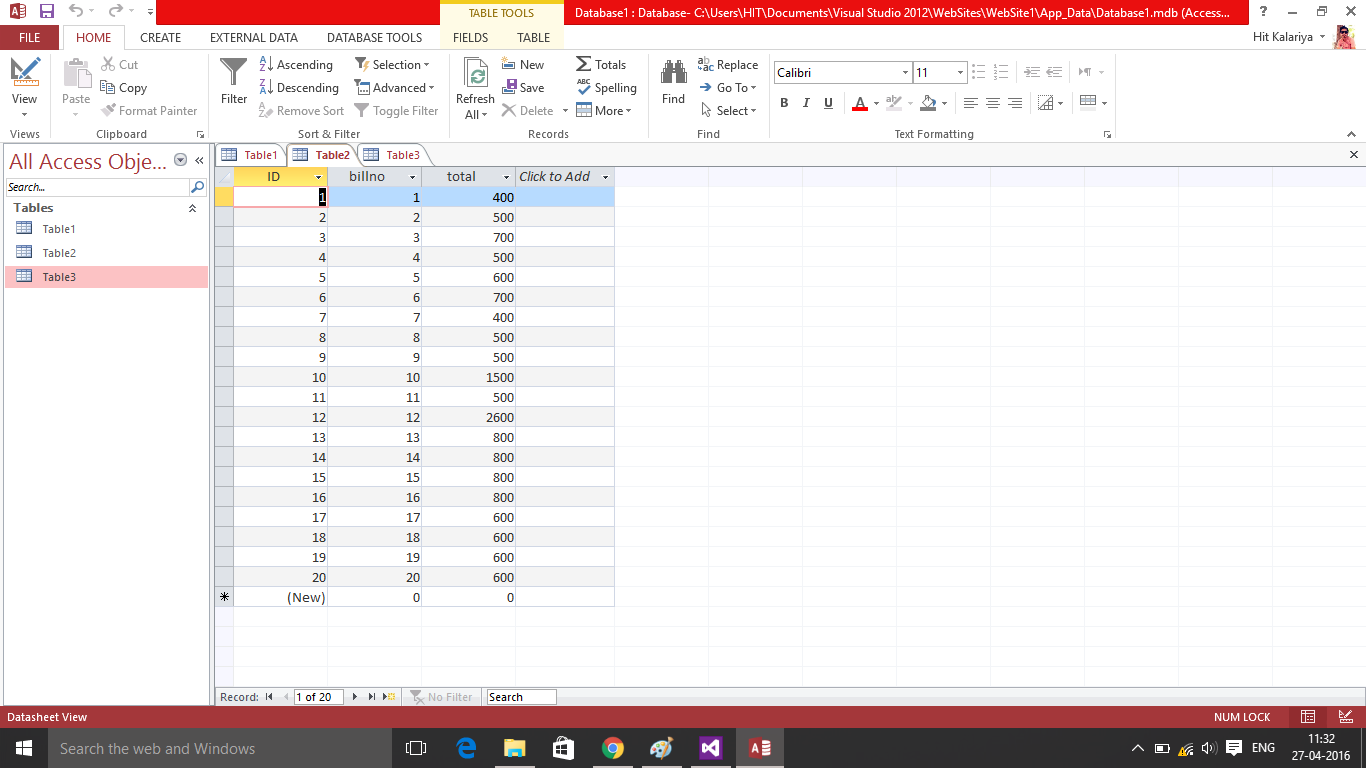 TABLE TOOLS
Database1 : Database- C:\Users\HIT\Documents\Visual Studio 2012\WebSites\WebSite1\App_Data\Database1.mdb (Access...
FILE HOME CREATE EXTERNAL DATA DATABASE TOOLS FIELDS TABLE Hit Kalariya
View
Views
Paste
Cut
Copy
Format Painter
Clipboard
Filter
Ascending
Descending
Remove Sort
Selection
Advanced
Toggle Filter
Sort & Filter
Refresh
All
New
Save
Delete
Totals
Spelling
More
Records
Find
Replace
Go To
Select
Find
Calibri 11
B I U A
Text Formatting
All Access Obje...
Search...
Tables
Table1
Table2
Table3
Table1 Table2 Table3
ID billno total Click to Add
1 1 400
2 2 500
3 3 700
4 4 500
5 5 600
6 6 700
7 7 400
8 8 500
9 9 500
10 10 1500
11 11 500
12 12 2600
13 13 800
14 14 800
15 15 800
16 16 800
17 17 600
18 18 600
19 19 600
20 20 600
(New) 0 0
Record: 1 of 20 No Filter Search
Datasheet View NUM LOCK
Search the web and Windows
ENG
11:32
27-04-2016